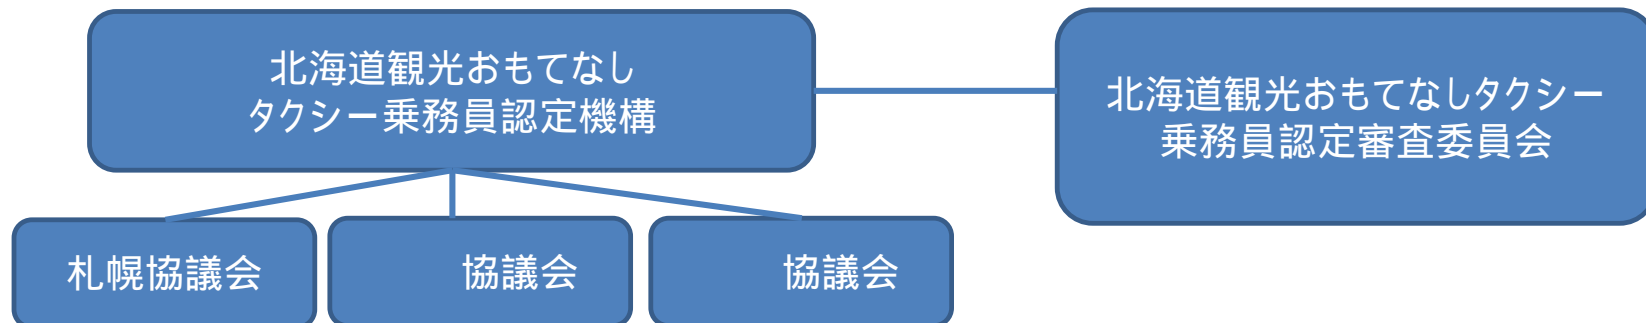 北海道観光おもてなし
タクシー乗務員認定機構
北海道観光おもてなしタクシー
乗務員認定審査委員会
札幌協議会
協議会
協議会